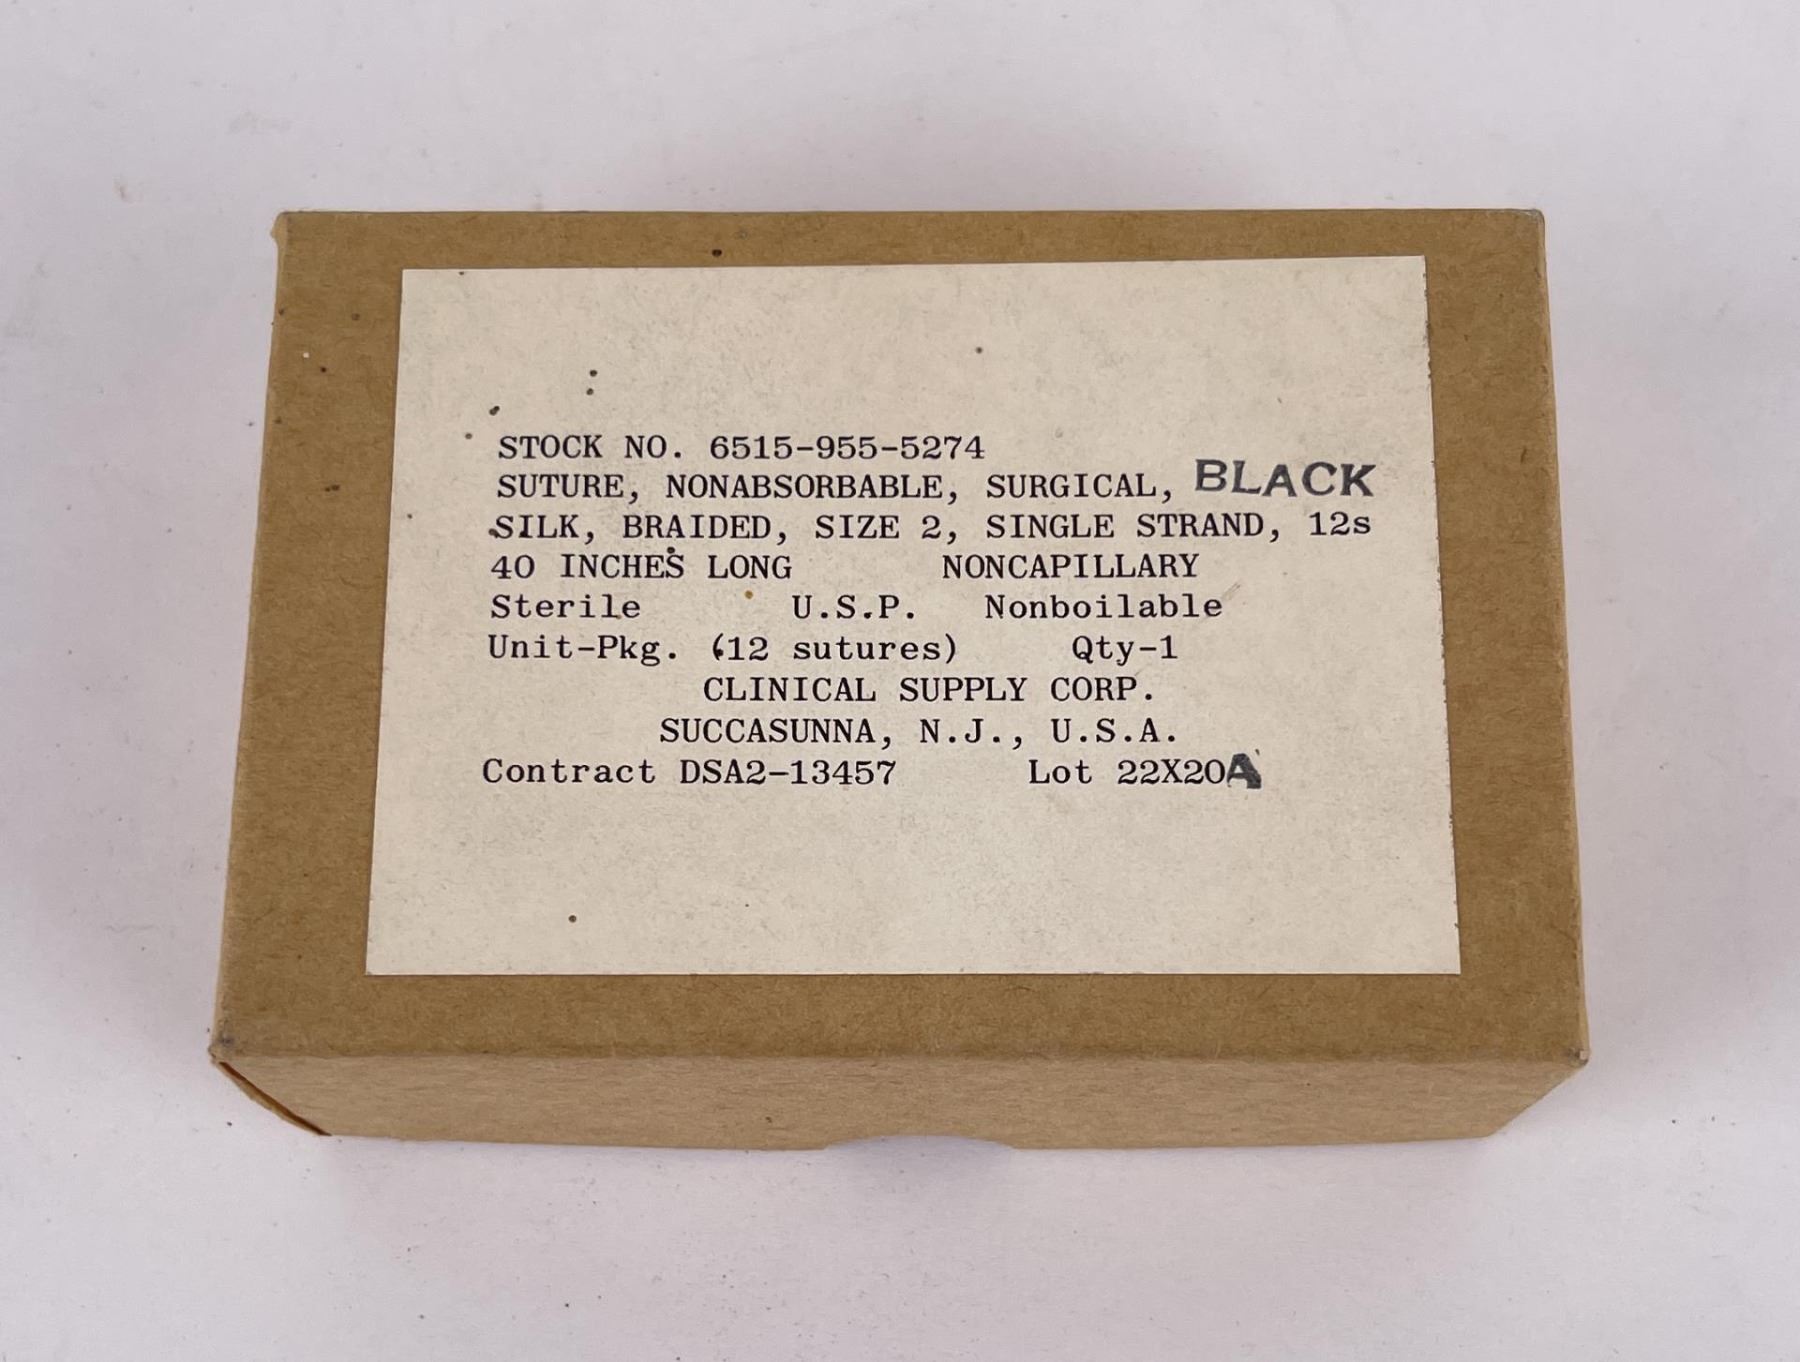 STOCK NO. 6515-955-5274
SUTURE, NONABSORBABLE, SURGICAL, BLACK
SILK, BRAIDED, SIZE 2, SINGLE STRAND, 12s
40 INCHES LONG NONCAPILLARY
Sterile U.S.P. Nonboilable
Unit-Pkg. (12 sutures) Qty-1
CLINICAL SUPPLY CORP.
SUCCASUNNA, N.J., U.S.A.
Contract DSA2-13457 Lot 22X20A